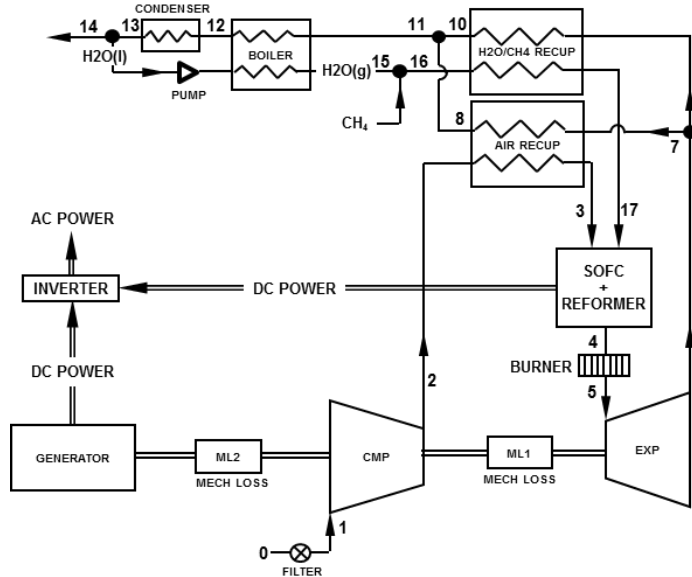 CONDENSER
14 13 12 11 10
H2O(l)
BOILER
H2O/CH4 RECUP
PUMP
H2O(g) 15 16
CH₄
8
AIR RECUP
7
3 17
AC POWER
INVERTER
DC POWER
SOFC
+
REFORMER
DC POWER
4
BURNER
5
2
GENERATOR
ML2
CMP
ML1
EXP
MECH LOSS
MECH LOSS
0
1
FILTER